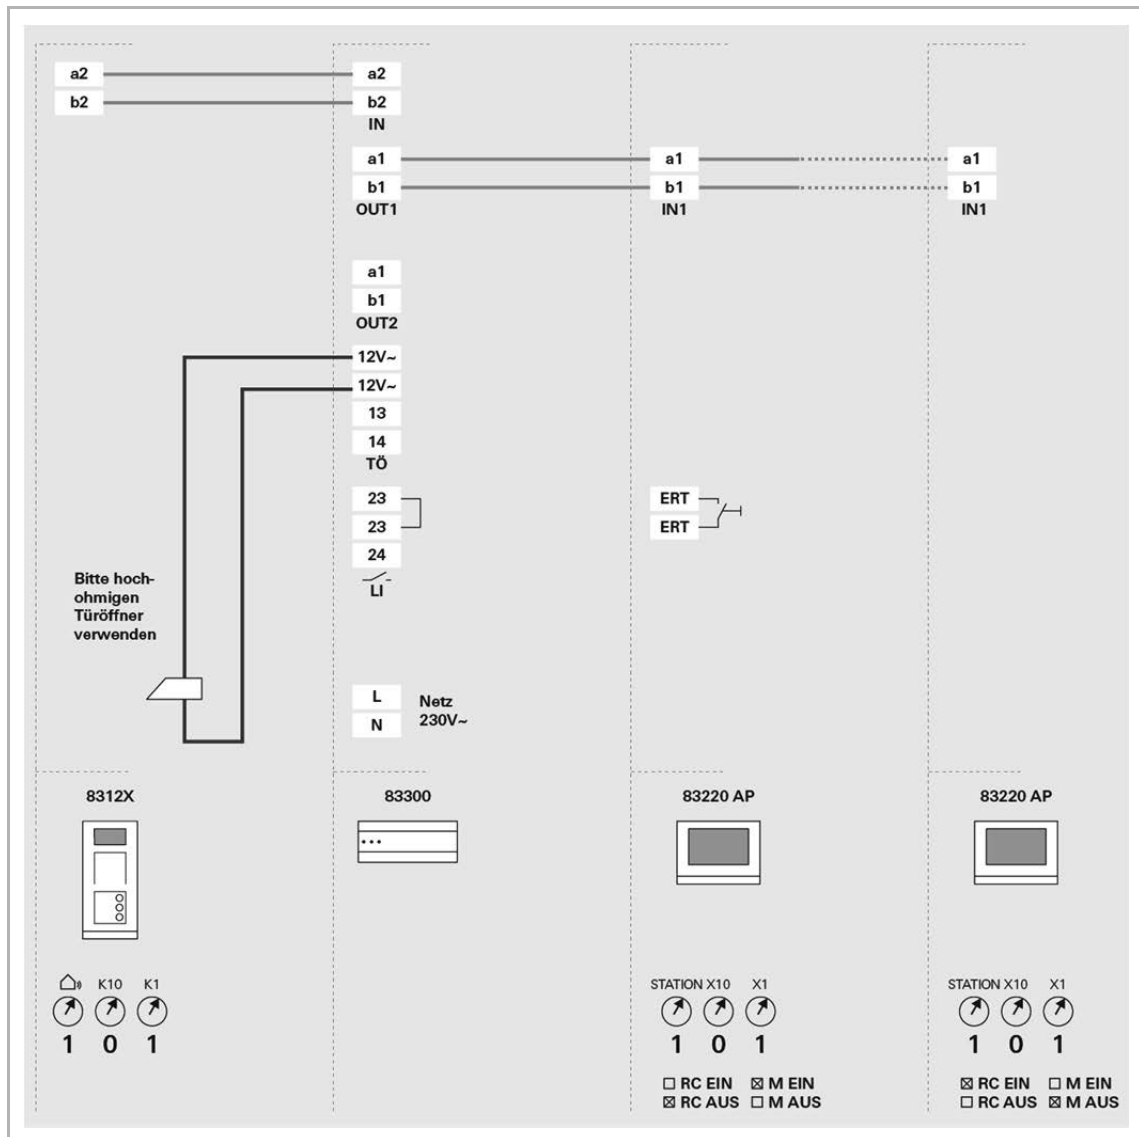 a2 a2
b2 b2
IN
a1 a1 a1
b1 b1 b1
OUT1 IN1 IN1
a1
b1
OUT2
12V~
12V~
13
14
TÖ
23 ERT
23 ERT
24
LI
Bitte hoch-
ohmigen
Türöffner
verwenden
L
N
Netz
230V~
8312X 83300 83220 AP 83220 AP
K10 K1 STATION X10 X1 STATION X10 X1
1 0 1 1 0 1 1 0 1
RC EIN M EIN RC EIN M EIN
RC AUS M AUS RC AUS M AUS